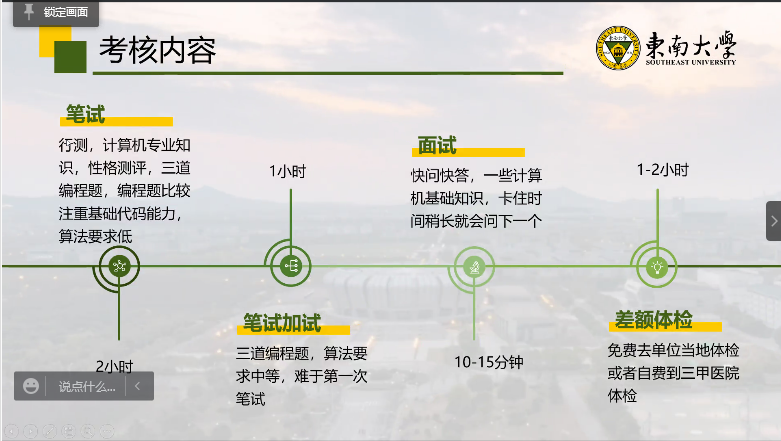 锁定画面
考核内容
東南大學
SOUTHEAST UNIVERSITY
笔试
行测，计算机专业知
识，性格测评，三道
编程题，编程题比较
注重基础代码能力，
算法要求低
2小时
1小时
笔试加试
三道编程题，算法要
求中等，难于第一次
笔试
面试
快问快答，一些计算
机基础知识，卡住时
间稍长就会问下一个
10-15分钟
1-2小时
差额体检
免费去单位当地体检
或者自费到三甲医院
体检
说点什么...